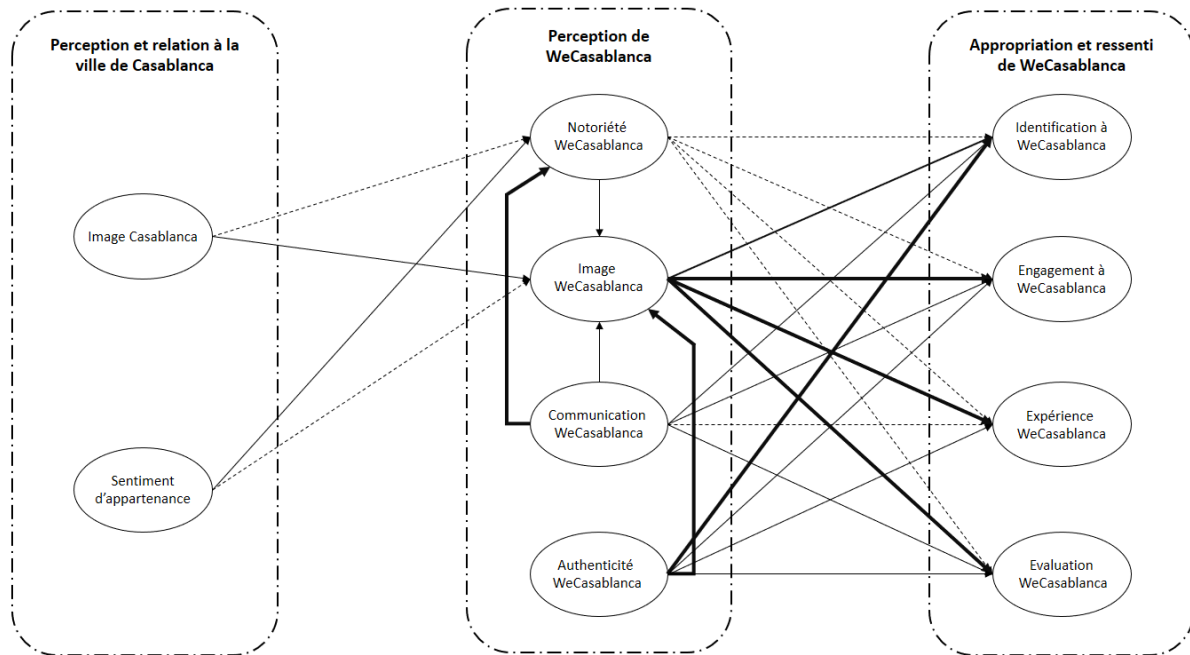 Perception et relation à la
ville de Casablanca
Image Casablanca
Sentiment
d'appartenance
Perception de
WeCasablanca
Notoriété
WeCasablanca
Image
WeCasablanca
Communication
WeCasablanca
Authenticité
WeCasablanca
Appropriation et ressenti
de WeCasablanca
Identification à
WeCasablanca
Engagement à
WeCasablanca
Expérience
WeCasablanca
Evaluation
WeCasablanca